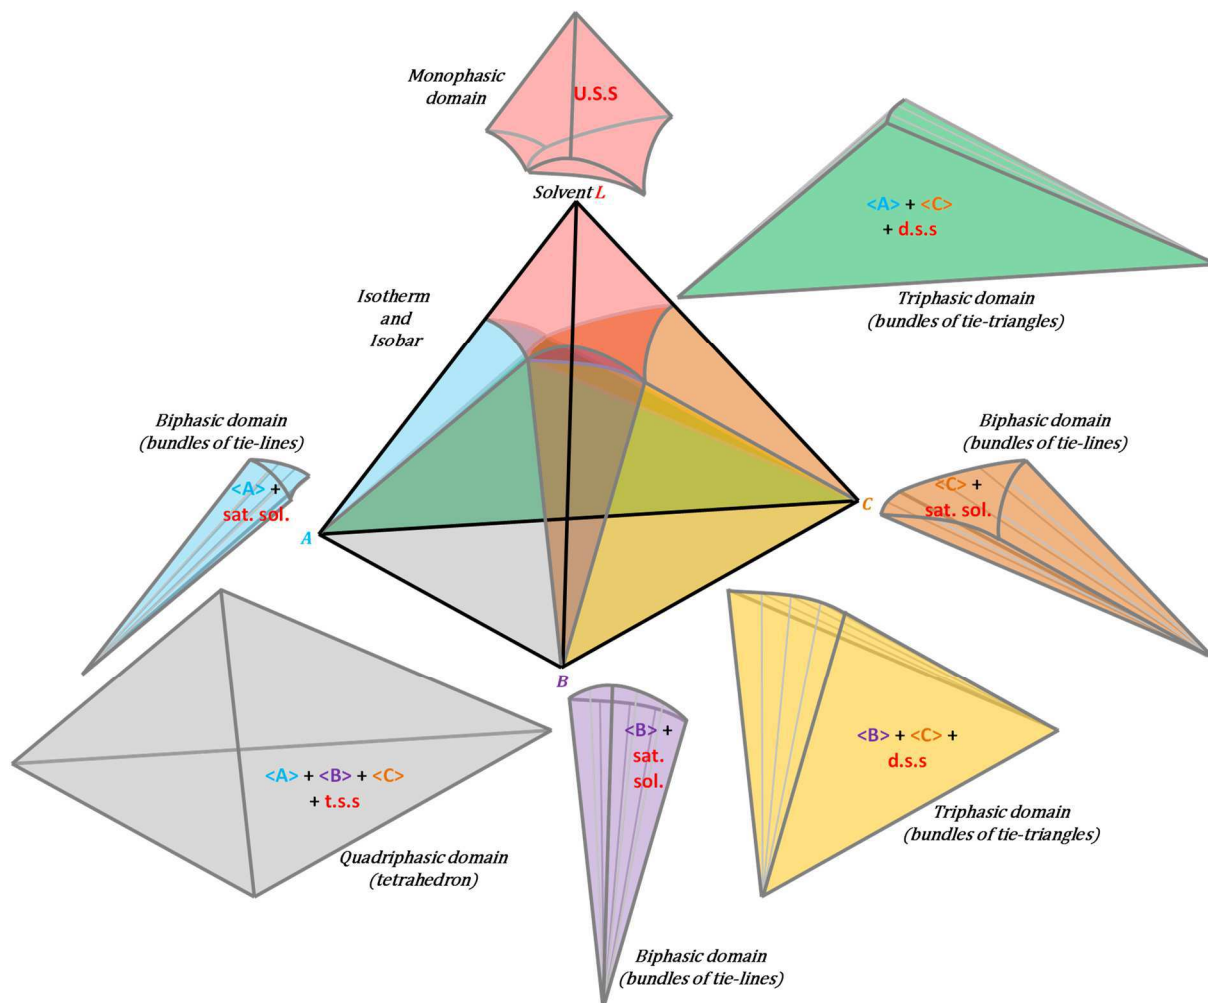 Monophasic
domain
U.S.S
Solvent L
Isotherm
and
Isobar
<A> + <C>
+ d.s.s
Triphasic domain
(bundles of tie-triangles)
Biphasic domain
(bundles of tie-lines)
<A> +
sat. sol.
Biphasic domain
(bundles of tie-lines)
<C> +
sat. sol.
A
C
B
<A> + <B> + <C>
+ t.s.s
Quadriphasic domain
(tetrahedron)
<B> +
sat.
sol.
Biphasic domain
(bundles of tie-lines)
<B> + <C> +
d.s.s
Triphasic domain
(bundles of tie-triangles)